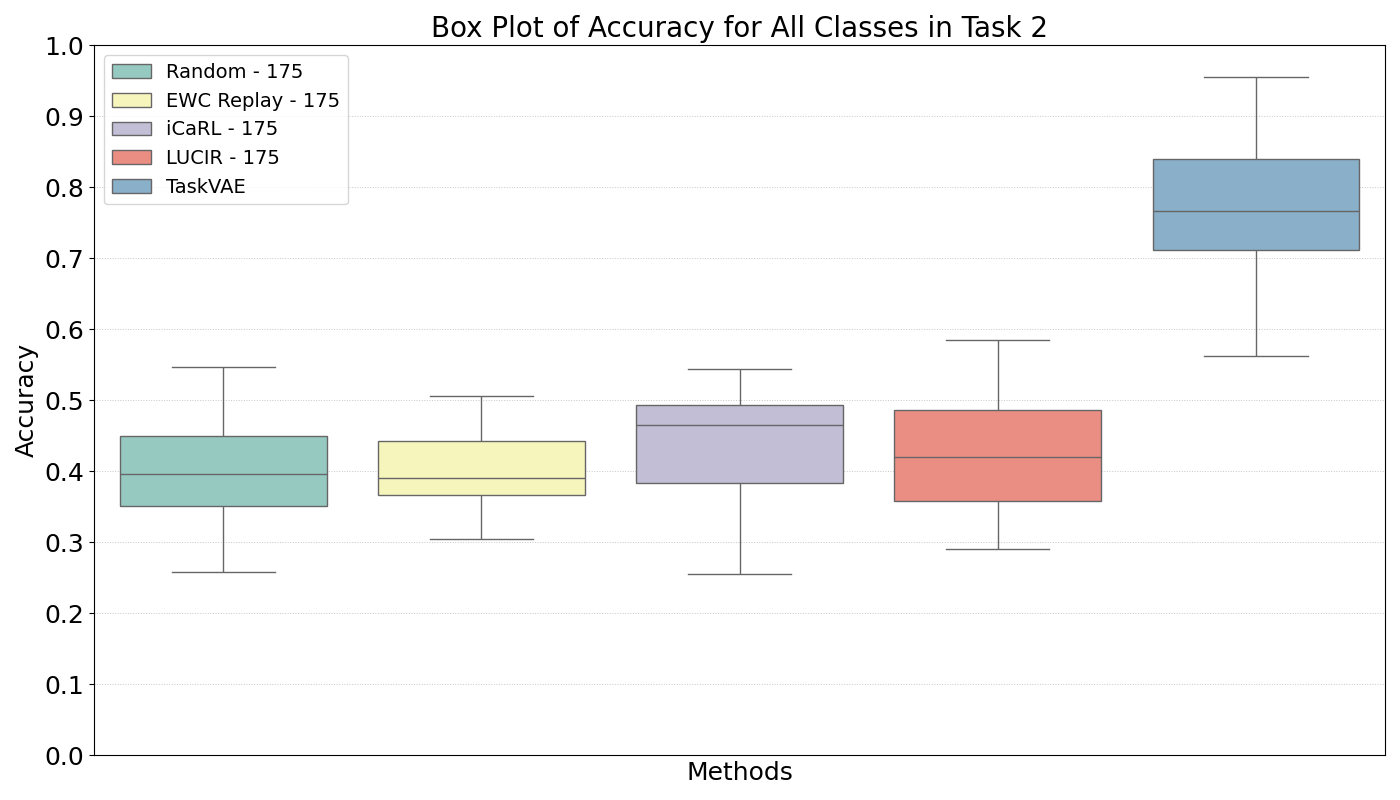 Box Plot of Accuracy for All Classes in Task 2
1.0
0.9
0.8
0.7
0.6
0.5
0.4
0.3
0.2
0.1
0.0
Accuracy
Random - 175
EWC Replay - 175
iCaRL - 175
LUCIR - 175
TaskVAE
Methods